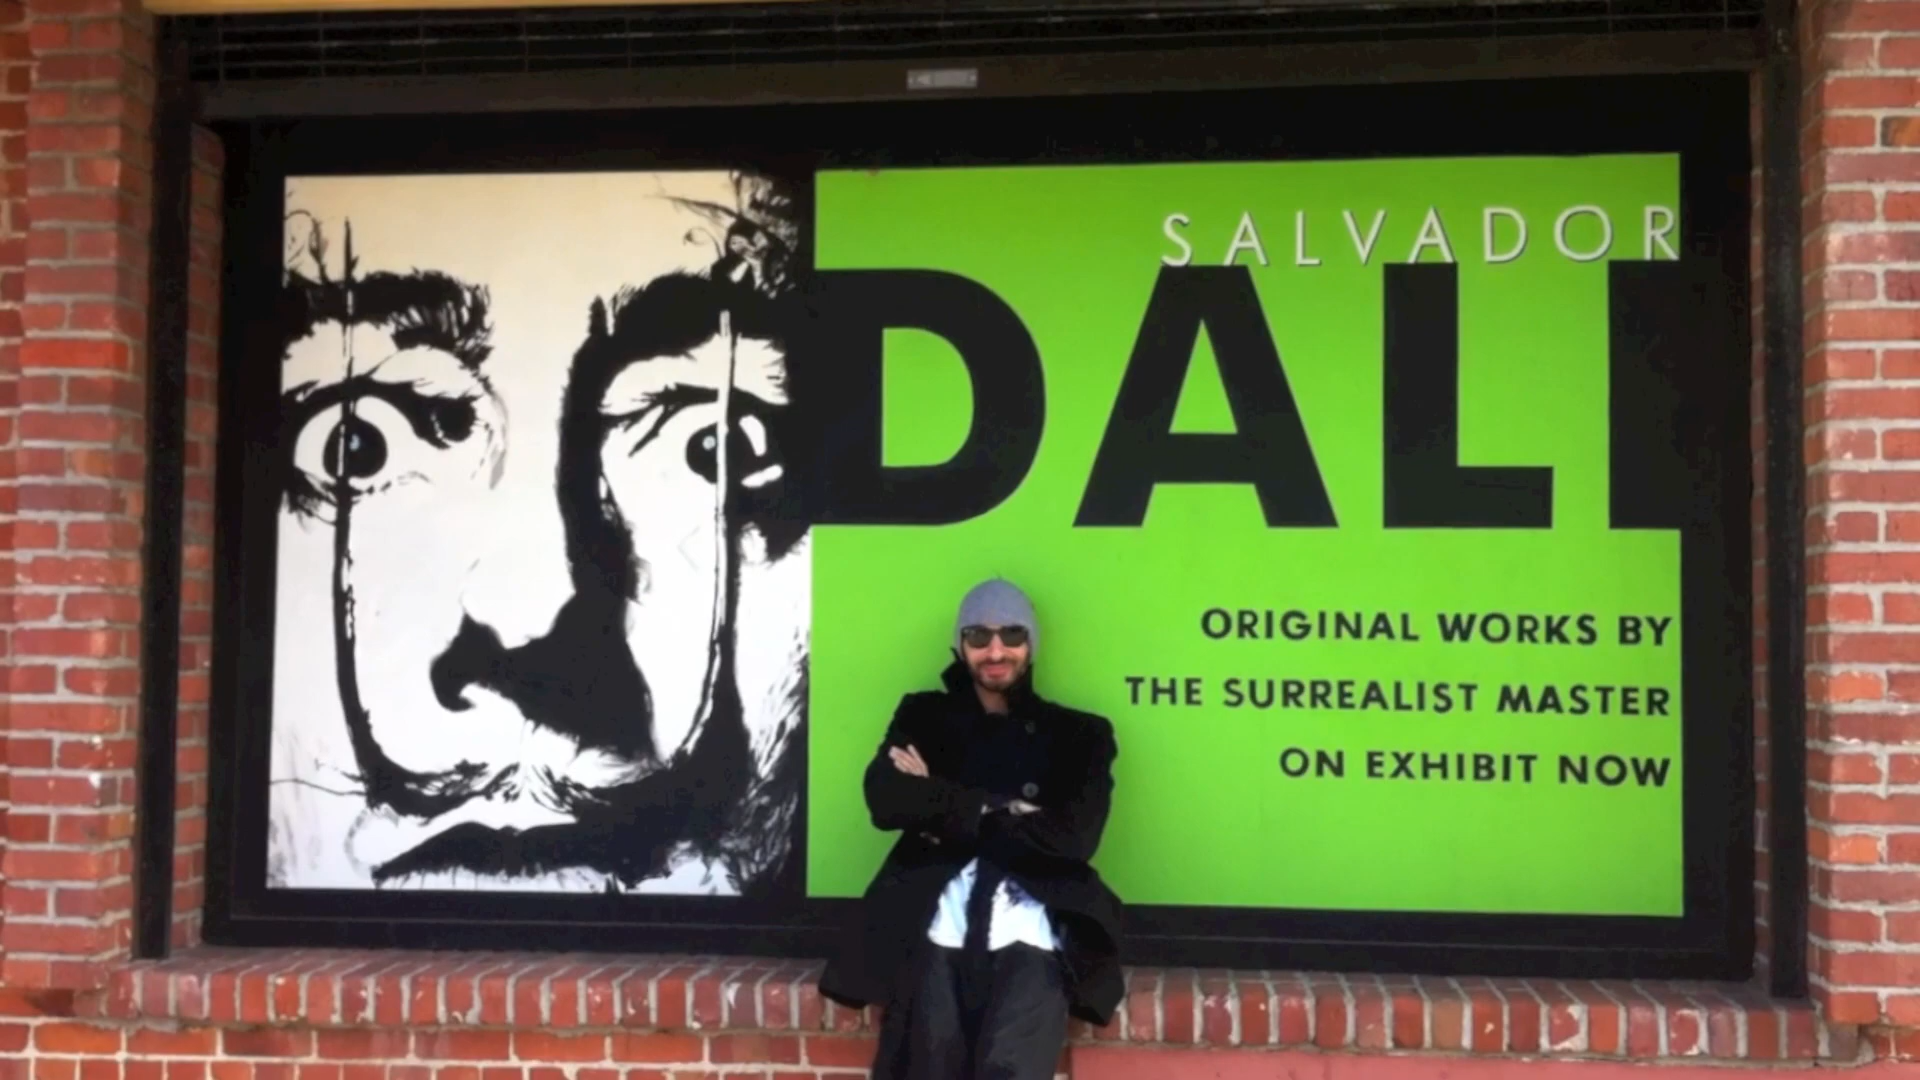 SALVADOR
DALI
ORIGINAL WORKS BY
THE SURREALIST MASTER
ON EXHIBIT NOW